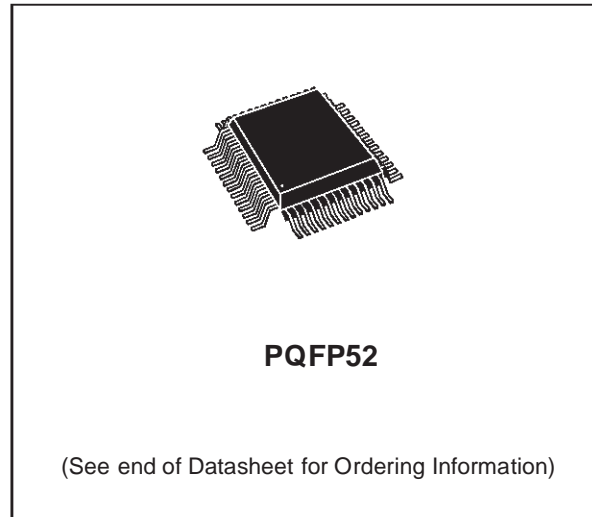 PQFP52
(See end of Datasheet for Ordering Information)